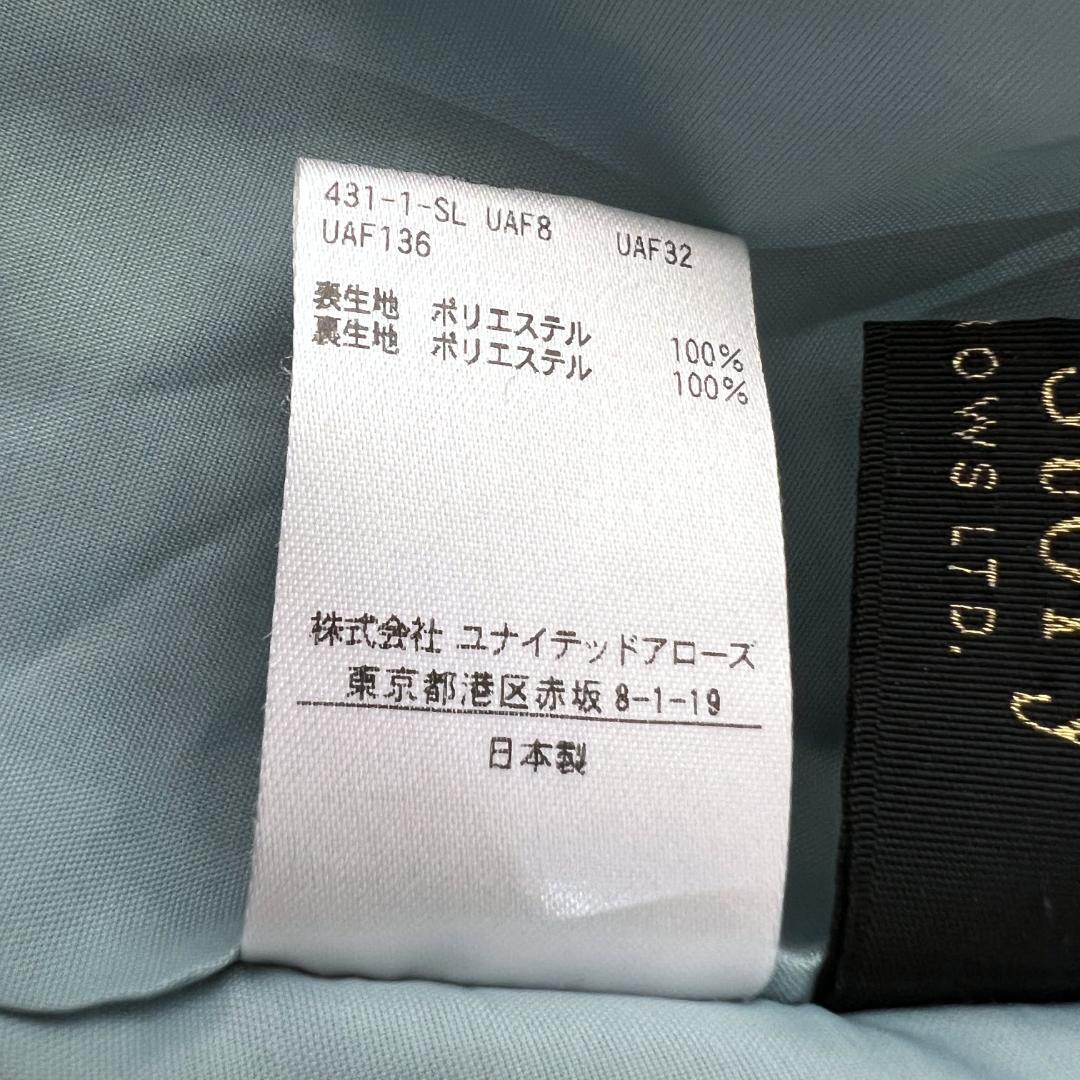 431-1-SL UAF8 UAF32
UAF136
表生地 ポリエステル 100%
裏生地 ポリエステル 100%
株式会社 ユナイテッドアローズ
東京都港区赤坂 8-1-19
日本製
OWS LTD.